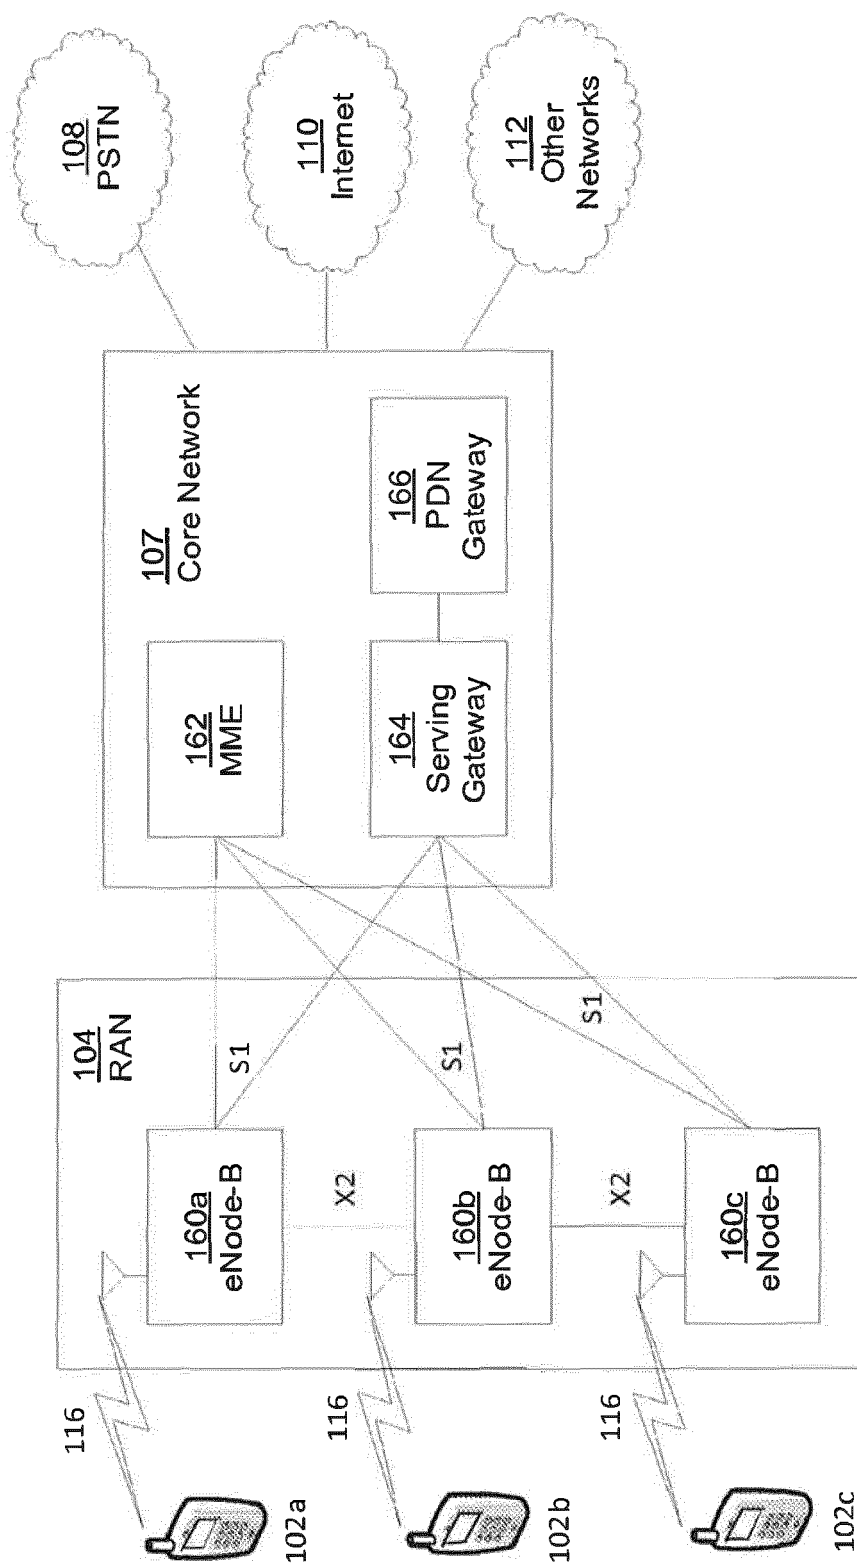 102a
116
160a
eNode-B
104
RAN
S1
X2
102b
116
160b
eNode-B
S1
X2
102c
116
160c
eNode-B
S1
162
MME
107
Core Network
164
Serving
Gateway
166
PDN
Gateway
108
PSTN
110
Internet
112
Other
Networks